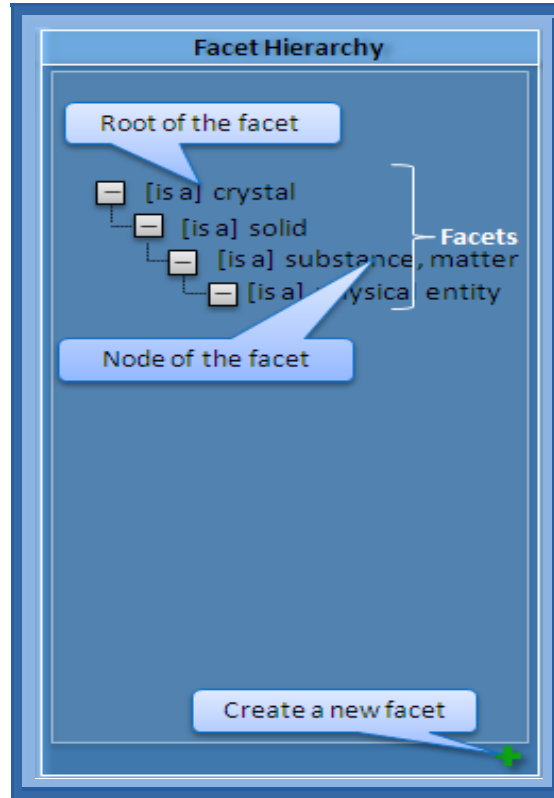 Facet Hierarchy
Root of the facet
[is a] crystal
[is a] solid
Facets
[is a] substance, matter
[is a] physical entity
Node of the facet
Create a new facet